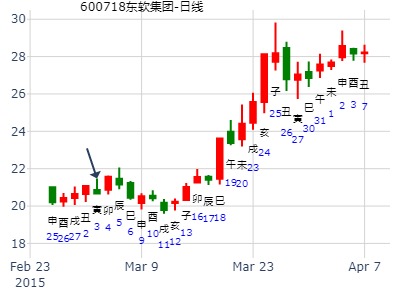 600718东软集团-日线
30
28
26
24
22
20
18
申
25
酉
26
戌
27
丑
2
寅
3
卯
4
辰
5
巳
6
申
9
酉
10
戌
11
亥
12
子
13
卯
16
辰
17
巳
18
午
19
未
20
戌
23
亥
24
子
25
丑
26
寅
27
巳
30
午
31
未
1
申
2
酉
3
丑
7
Feb 23
2015
Mar 9
Mar 23
Apr 7